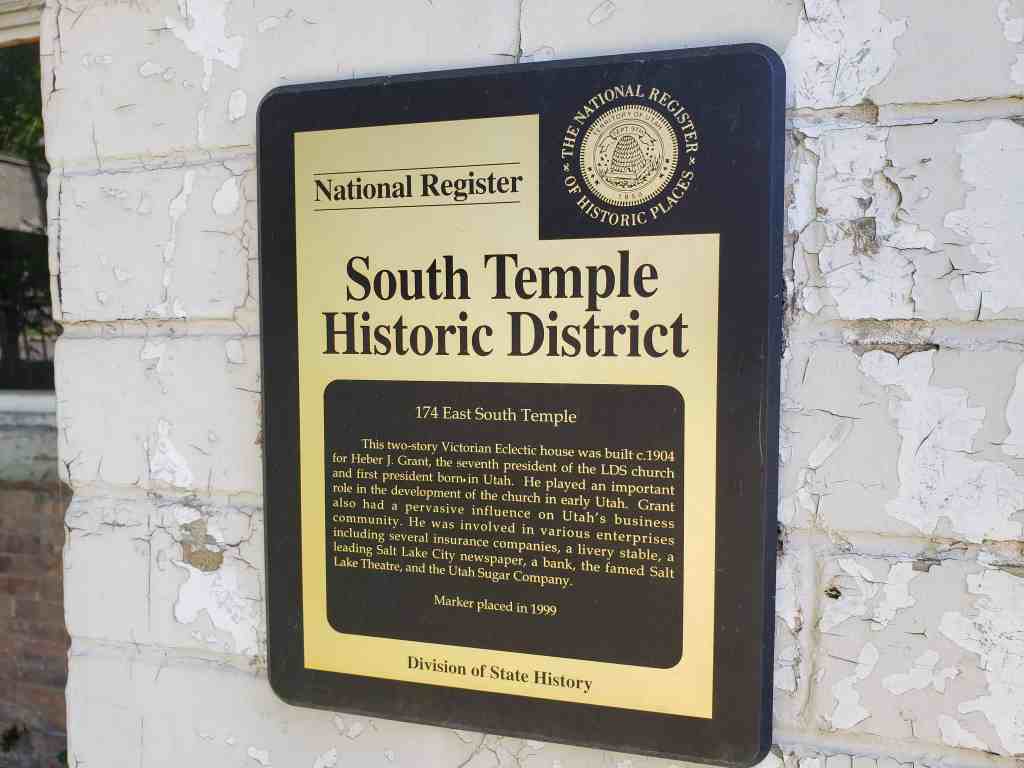 THE NATIONAL REGISTER
OF HISTORIC PLACES
SEPT. 9TH
National Register
South Temple
Historic District
174 East South Temple
This two-story Victorian Eclectic house was built c.1904
for Heber J. Grant, the seventh president of the LDS church
and first president born in Utah. He played an important
role in the development of the church in early Utah. Grant
also had a pervasive influence on Utah's business
community. He was involved in various enterprises
including several insurance companies, a livery stable, a
leading Salt Lake City newspaper, a bank, the famed Salt
Lake Theatre, and the Utah Sugar Company.
Marker placed in 1999
Division of State History